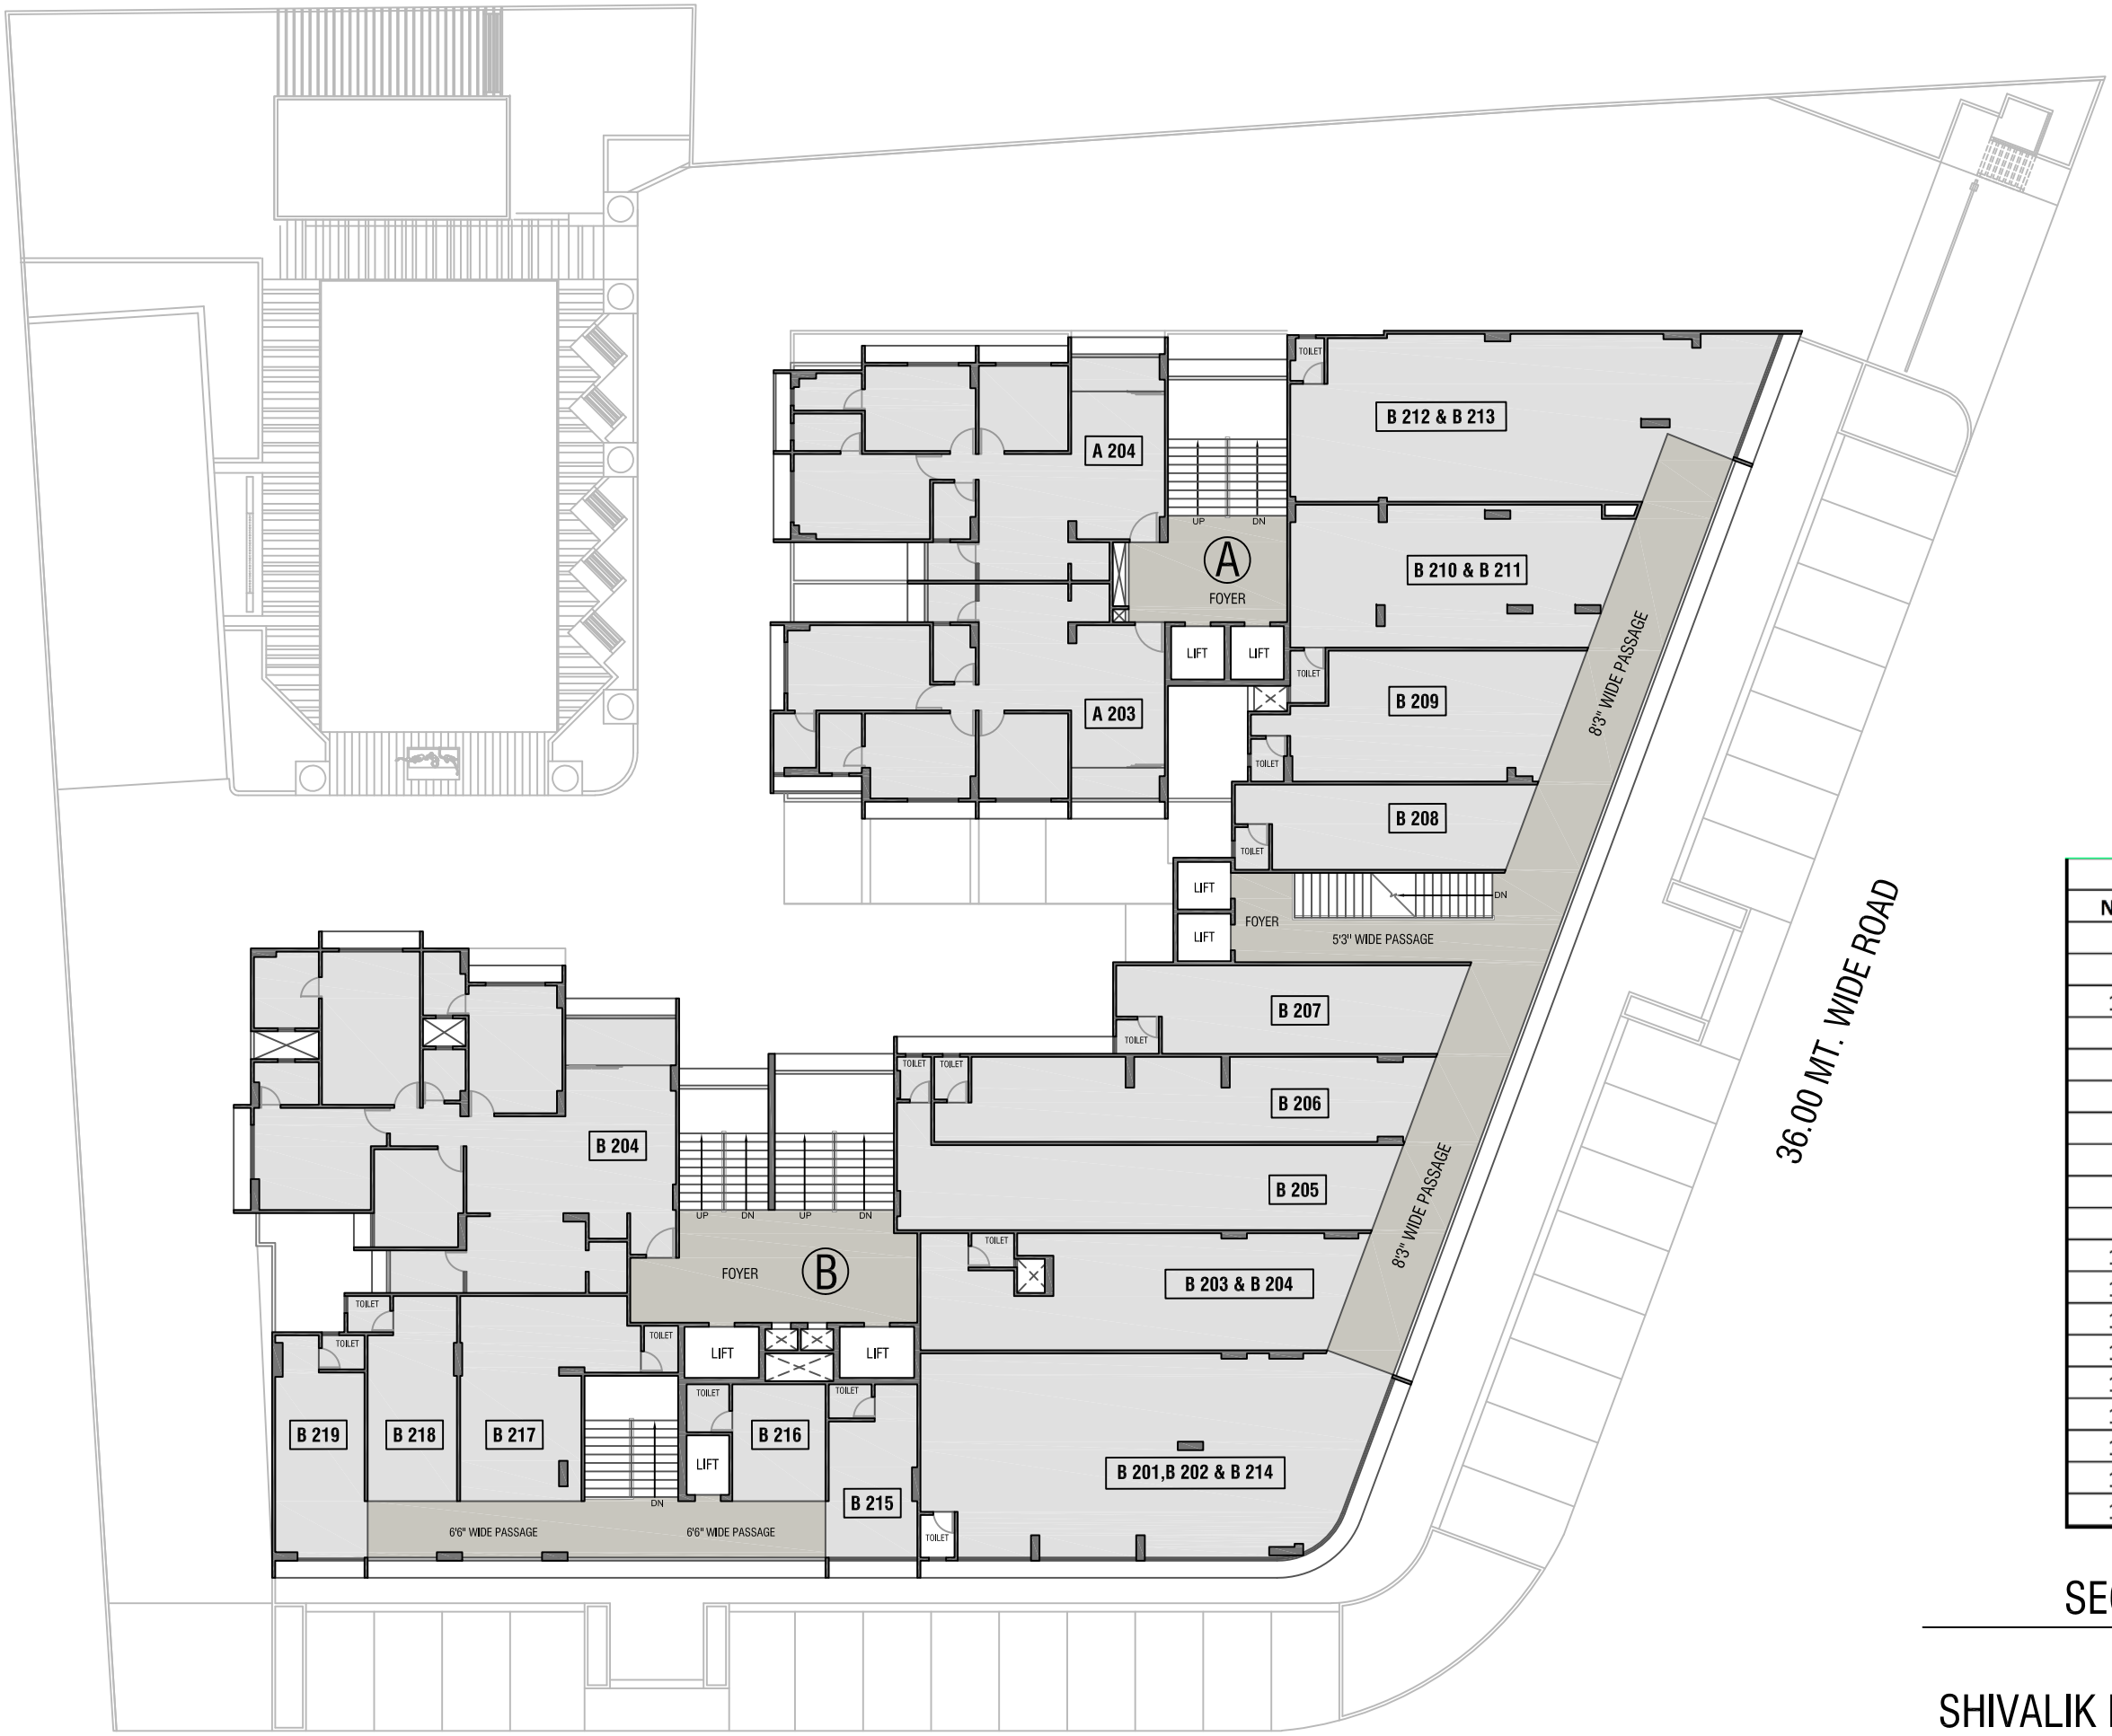 TOILET
B 212 & B 213
A 204
UP
DN
B 210 & B 211
A
FOYER
LIFT
LIFT
TOILET
8'3" WIDE PASSAGE
B 209
A 203
TOILET
B 208
TOILET
LIFT
DN
FOYER
LIFT
5'3" WIDE PASSAGE
36.00 MT. WIDE ROAD
B 207
TOILET
TOILET
TOILET
B 206
B 204
B 205
8'3" WIDE PASSAGE
UP
DN
UP
DN
TOILET
FOYER
B
B 203 & B 204
TOILET
TOILET
TOILET
LIFT
LIFT
TOILET
TOILET
B 219
B 218
B 217
B 216
LIFT
B 201,B 202 & B 214
DN
B 215
6'6" WIDE PASSAGE
6'6" WIDE PASSAGE
TOILET
SHIVALIK